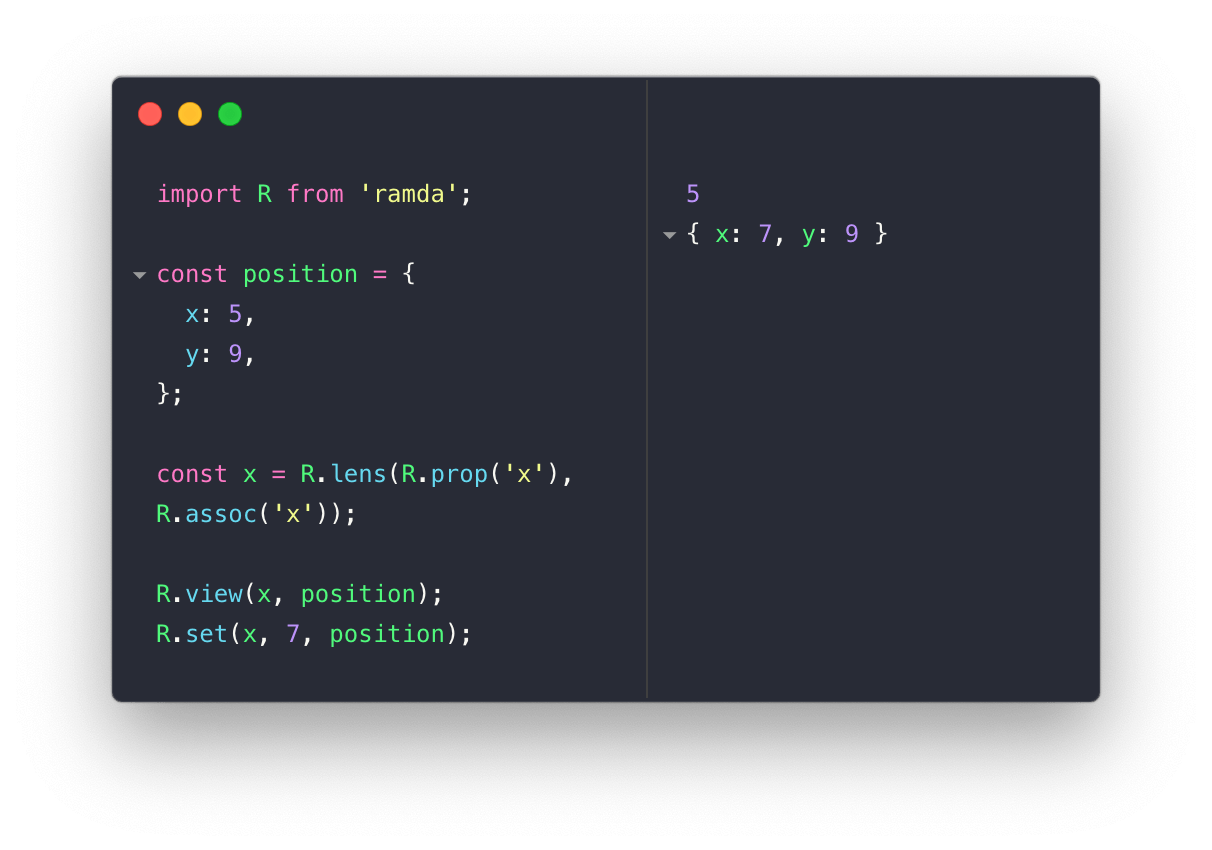 import R from 'ramda';
const position = {
  x: 5,
  y: 9,
};
const x = R.lens(R.prop('x'),
R.assoc('x'));
R.view(x, position);
R.set(x, 7, position);
5
{ x: 7, y: 9 }